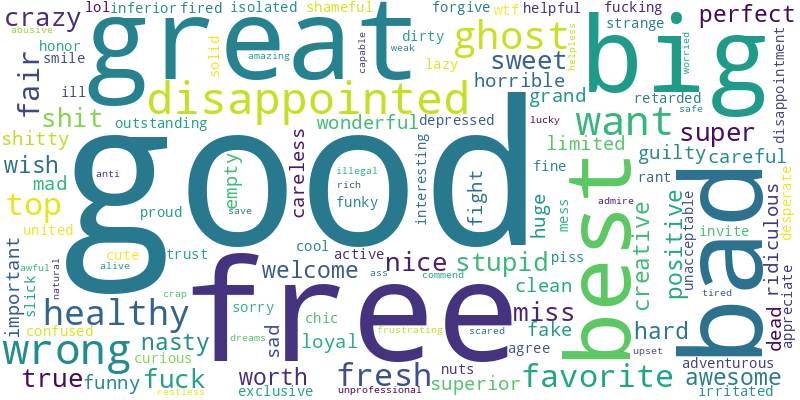 lol
inferior
fired
isolated
shameful
forgive
wtf
helpful
fucking
perfect
crazy
abusive
honor
smile
fair
great
solid
amazing
capable
dirty
weak
lazy
ghost
sweet
horrible
helpless
strange
big
worried
disappointment
ill
shit
disappointed
outstanding
wonderful
depressed
grand
lucky
want
retarded
safe
super
shitty
wish
mad
anti
good
empty
careless
illegal
rich
funky
save
interesting
fight
limited
fine
huge
mess
guilty
careful
rant
admire
best
creative
positive
unacceptable
bad
invite
desperate
top
proud
united
cute
trust
alive
awful
natural
important
slick
cool
active
ass
commend
welcome
nice
stupid
piss
clean
tired
dead
ridiculous
appreciate
healthy
crap
free
sorry
sad
chic
loyal
dreams
frustrating
scared
miss
fake
agree
hard
upset
confused
wrong
nasty
curious
true
funny
fuck
restless
worth
exclusive
fresh
unprofessional
nuts
superior
favorite
adventurous
awesome
irritated